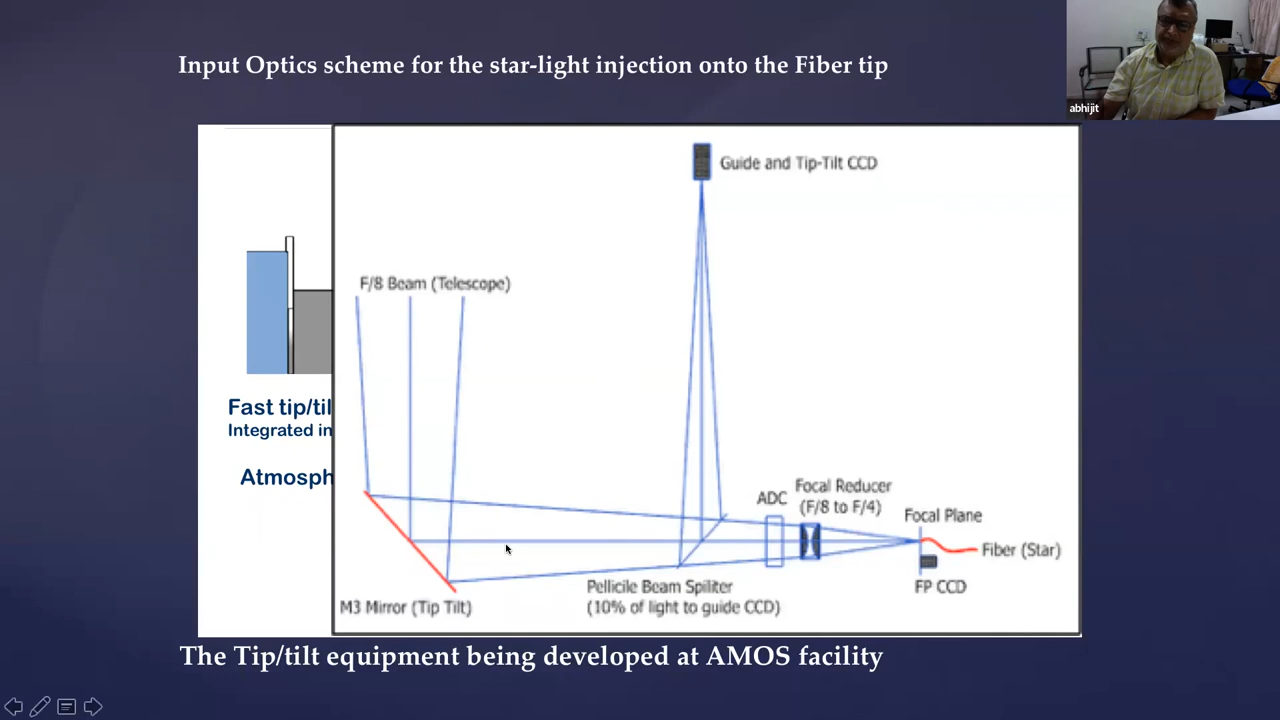 Input Optics scheme for the star-light injection onto the Fiber tip
abhijit
Guide and Tip-Tilt CCD
F/8 Beam (Telescope)
Fast tip/til
Integrated in
Atmosph
ADC
Focal Reducer
(F/8 to F/4)
Focal Plane
Fiber (Star)
FP CCD
Pellicile Beam Spiliter
(10% of light to guide CCD)
M3 Mirror (Tip Tilt)
The Tip/tilt equipment being developed at AMOS facility